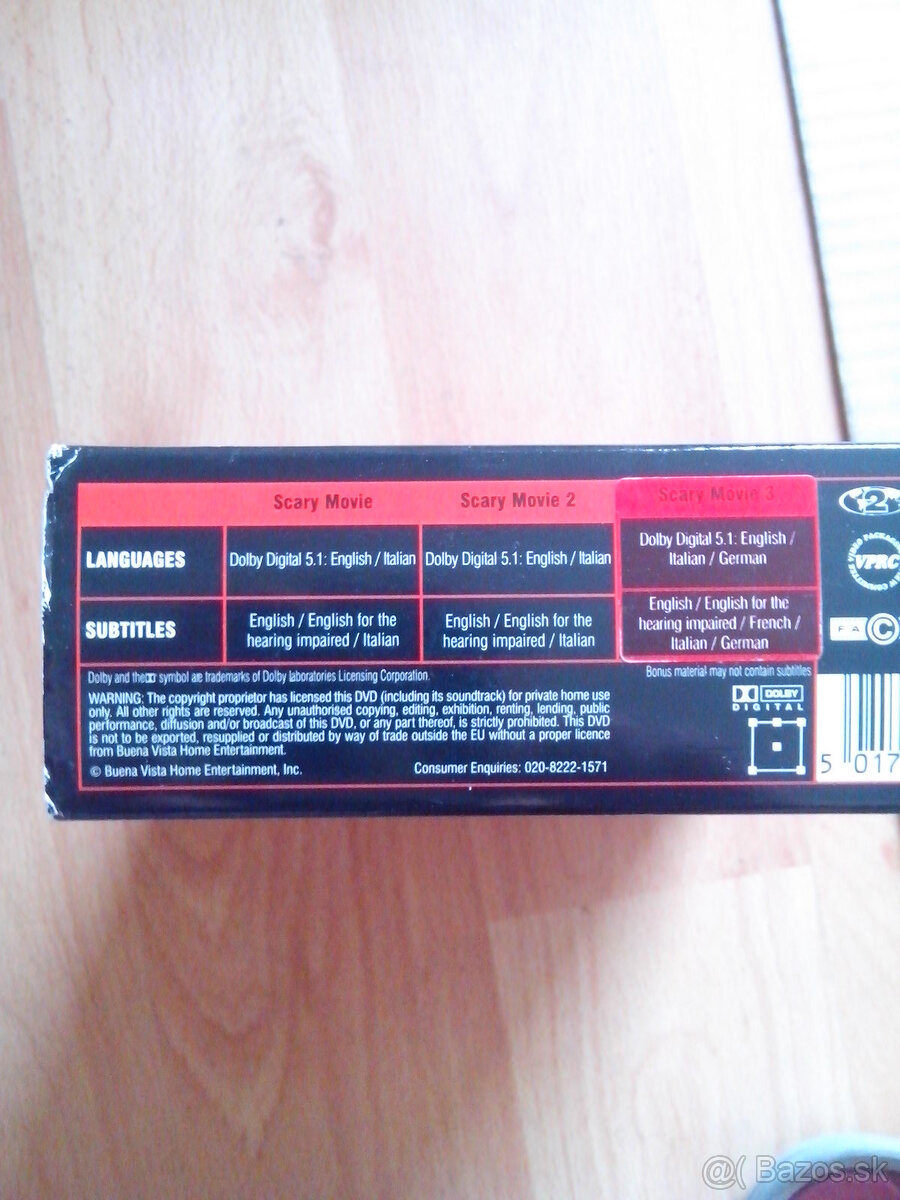 Scary Movie
Scary Movie 2
Scary Movie 3
LANGUAGES
Dolby Digital 5.1: English / Italian
Dolby Digital 5.1: English / Italian
Dolby Digital 5.1: English /
Italian / German
SUBTITLES
English / English for the
hearing impaired / Italian
English / English for the
hearing impaired / Italian
English / English for the
hearing impaired / French /
Italian / German
Dolby and the symbol are trademarks of Dolby laboratories Licensing Corporation.
Bonus material may not contain subtitles
WARNING: The copyright proprietor has licensed this DVD (including its soundtrack) for private home use
only. All other rights are reserved. Any unauthorised copying, editing, exhibition, renting, lending, public
performance, diffusion and/or broadcast of this DVD, or any part thereof, is strictly prohibited. This DVD
is not to be exported, resupplied or distributed by way of trade outside the EU without a proper licence
from Buena Vista Home Entertainment.
© Buena Vista Home Entertainment, Inc.
Consumer Enquiries: 020-8222-1571
DOLBY
DIGITAL
2
VPRC
F A C
5 017
@( Bazos.sk